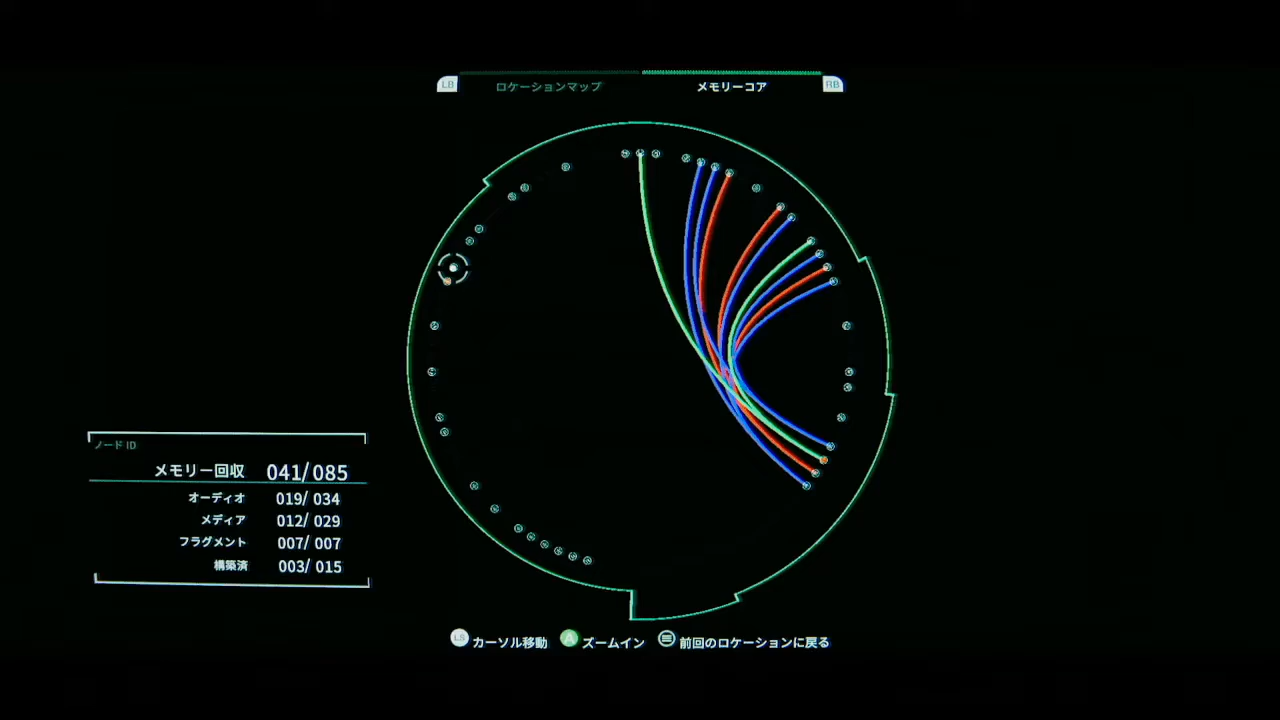 LB ロケーションマップ メモリーコア RB
ノード ID
メモリー回収 041/ 085
オーディオ 019/ 034
メディア 012/ 029
フラグメント 007/ 007
構築済 003/ 015
LS カーソル移動 A ズームイン 前回のロケーションに戻る